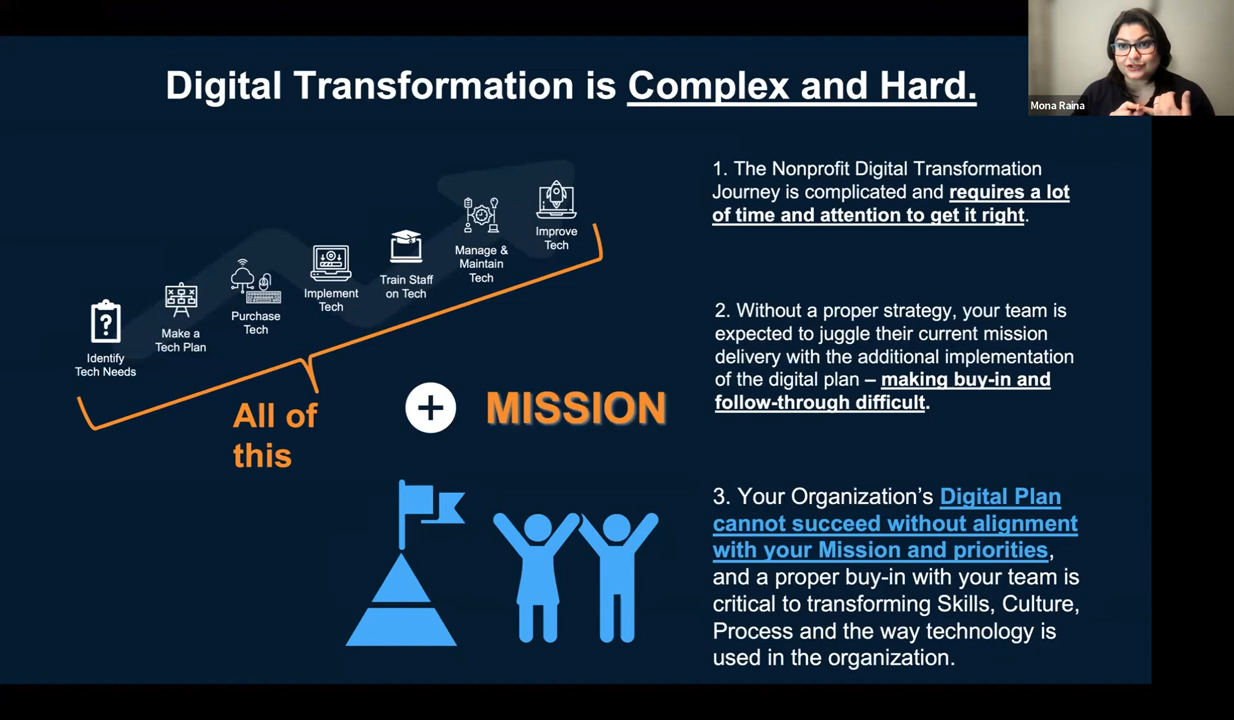 Digital Transformation is Complex and Hard.
Mona Raina
Identify
Tech Needs
Make a
Tech Plan
Purchase
Tech
Implement
Tech
Train Staff
on Tech
Manage &
Maintain
Tech
Improve
Tech
All of
this
+ MISSION
1. The Nonprofit Digital Transformation
Journey is complicated and requires a lot
of time and attention to get it right.
2. Without a proper strategy, your team is
expected to juggle their current mission
delivery with the additional implementation
of the digital plan – making buy-in and
follow-through difficult.
3. Your Organization’s Digital Plan
cannot succeed without alignment
with your Mission and priorities,
and a proper buy-in with your team is
critical to transforming Skills, Culture,
Process and the way technology is
used in the organization.